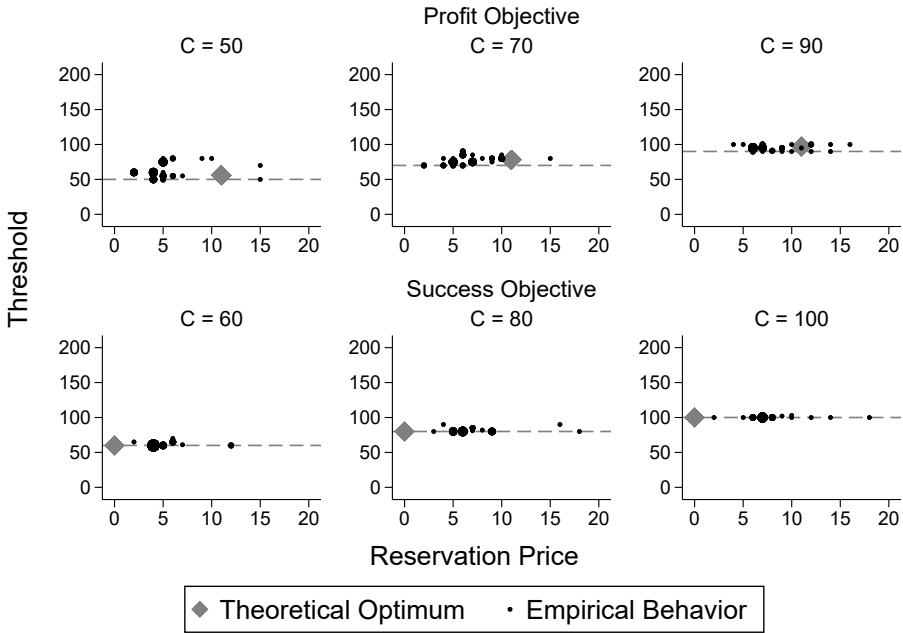 Profit Objective
C = 50
C = 70
C = 90
200
150
100
50
0
0 5 10 15 20
200
150
100
50
0
0 5 10 15 20
200
150
100
50
0
0 5 10 15 20
Threshold
Success Objective
C = 60
C = 80
C = 100
200
150
100
50
0
0 5 10 15 20
200
150
100
50
0
0 5 10 15 20
200
150
100
50
0
0 5 10 15 20
Reservation Price
Theoretical Optimum
Empirical Behavior